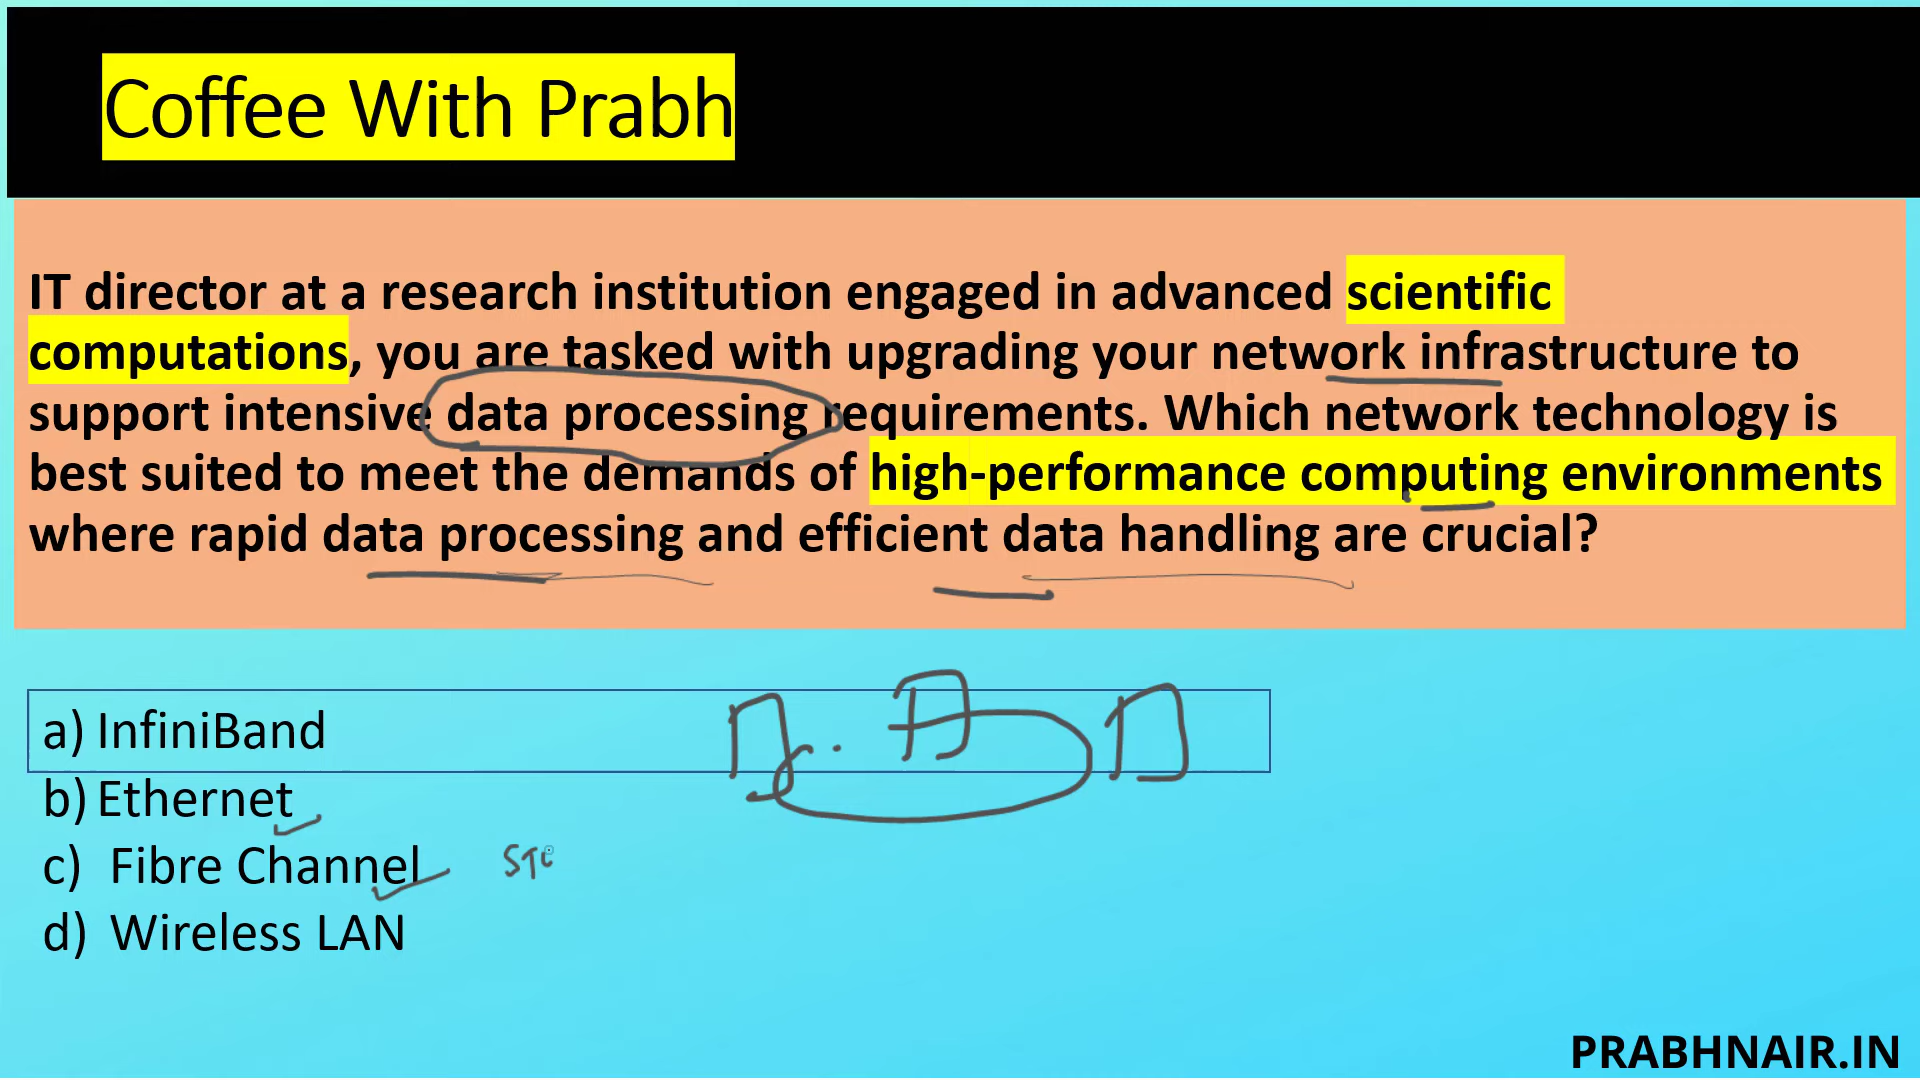 Coffee With Prabh
IT director at a research institution engaged in advanced scientific
computations, you are tasked with upgrading your network infrastructure to
support intensive data processing requirements. Which network technology is
best suited to meet the demands of high-performance computing environments
where rapid data processing and efficient data handling are crucial?
a) InfiniBand
b) Ethernet
c) Fibre Channel
d) Wireless LAN
PRABHNAIR.IN